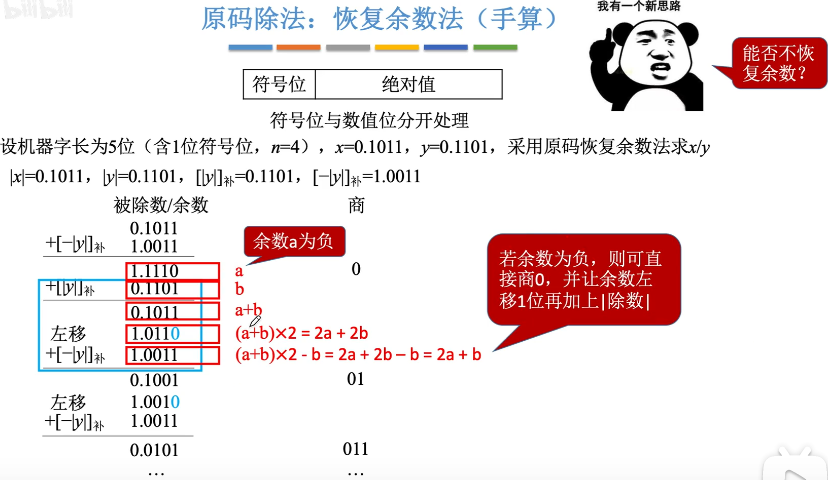 bilibili
原码除法：恢复余数法（手算）
我有一个新思路
能否不恢
复余数？
符号位 绝对值
符号位与数值位分开处理
设机器字长为5位（含1位符号位，n=4），x=0.1011，y=0.1101，采用原码恢复余数法求x/y
|x|=0.1011，|y|=0.1101，[|y|]补=0.1101，[−|y|]补=1.0011
被除数/余数 商
0.1011
+[−|y|]补 1.0011
余数a为负
1.1110 a 0
+[|y|]补 0.1101 b
0.1011 a+b
左移 1.0110 (a+b)×2 = 2a + 2b
+[−|y|]补 1.0011 (a+b)×2 - b = 2a + 2b – b = 2a + b
若余数为负，则可直
接商0，并让余数左
移1位再加上|除数|
0.1001 01
左移 1.0010
+[−|y|]补 1.0011
0.0101 011
… …